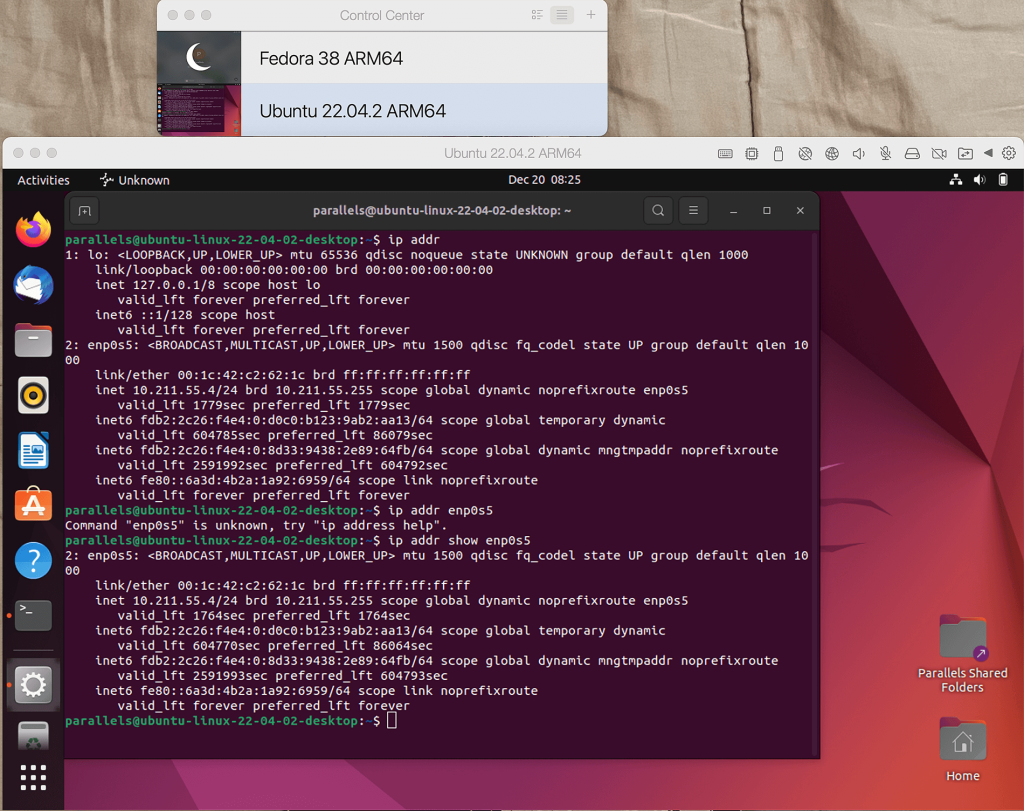 Control Center
Fedora 38 ARM64
Ubuntu 22.04.2 ARM64
Ubuntu 22.04.2 ARM64
Activities
Unknown
Dec 20 08:25
parallels@ubuntu-linux-22-04-02-desktop: ~
parallels@ubuntu-linux-22-04-02-desktop:~$ ip addr
1: lo: <LOOPBACK,UP,LOWER_UP> mtu 65536 qdisc noqueue state UNKNOWN group default qlen 1000
link/loopback 00:00:00:00:00:00 brd 00:00:00:00:00:00
inet 127.0.0.1/8 scope host lo
valid_lft forever preferred_lft forever
inet6 ::1/128 scope host
valid_lft forever preferred_lft forever
2: enp0s5: <BROADCAST,MULTICAST,UP,LOWER_UP> mtu 1500 qdisc fq_codel state UP group default qlen 10
00
link/ether 00:1c:42:c2:62:1c brd ff:ff:ff:ff:ff:ff
inet 10.211.55.4/24 brd 10.211.55.255 scope global dynamic noprefixroute enp0s5
valid_lft 1779sec preferred_lft 1779sec
inet6 fdb2:2c26:f4e4:0:d0c0:b123:9ab2:aa13/64 scope global temporary dynamic
valid_lft 604785sec preferred_lft 86079sec
inet6 fdb2:2c26:f4e4:0:8d33:9438:2e89:64fb/64 scope global dynamic mngtmpaddr noprefixroute
valid_lft 2591992sec preferred_lft 604792sec
inet6 fe80::6a3d:4b2a:1a92:6959/64 scope link noprefixroute
valid_lft forever preferred_lft forever
parallels@ubuntu-linux-22-04-02-desktop:~$ ip addr enp0s5
Command "enp0s5" is unknown, try "ip address help".
parallels@ubuntu-linux-22-04-02-desktop:~$ ip addr show enp0s5
2: enp0s5: <BROADCAST,MULTICAST,UP,LOWER_UP> mtu 1500 qdisc fq_codel state UP group default qlen 10
00
link/ether 00:1c:42:c2:62:1c brd ff:ff:ff:ff:ff:ff
inet 10.211.55.4/24 brd 10.211.55.255 scope global dynamic noprefixroute enp0s5
valid_lft 1764sec preferred_lft 1764sec
inet6 fdb2:2c26:f4e4:0:d0c0:b123:9ab2:aa13/64 scope global temporary dynamic
valid_lft 604770sec preferred_lft 86064sec
inet6 fdb2:2c26:f4e4:0:8d33:9438:2e89:64fb/64 scope global dynamic mngtmpaddr noprefixroute
valid_lft 2591993sec preferred_lft 604793sec
inet6 fe80::6a3d:4b2a:1a92:6959/64 scope link noprefixroute
valid_lft forever preferred_lft forever
parallels@ubuntu-linux-22-04-02-desktop:~$
Parallels Shared
Folders
Home